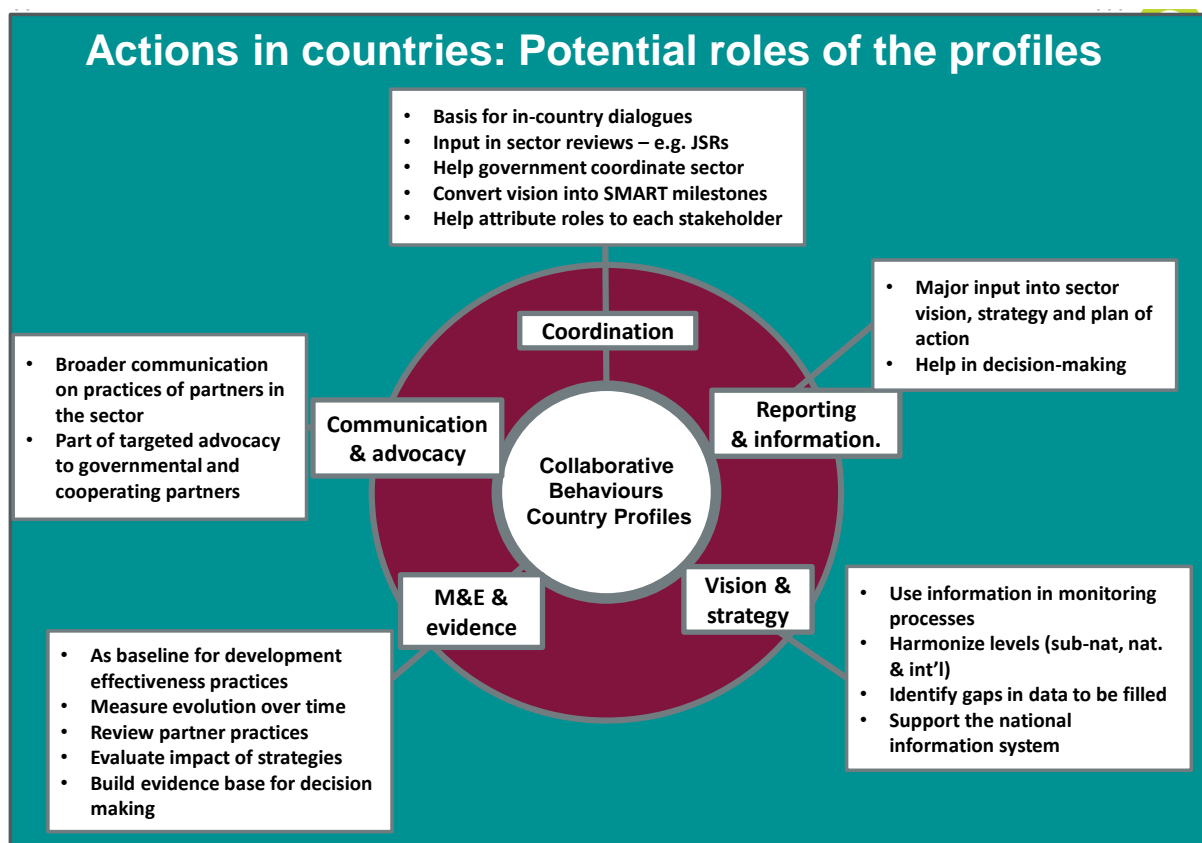 Actions in countries: Potential roles of the profiles
• Basis for in-country dialogues
• Input in sector reviews – e.g. JSRs
• Help government coordinate sector
• Convert vision into SMART milestones
• Help attribute roles to each stakeholder
Coordination
• Major input into sector
vision, strategy and plan of
action
• Help in decision-making
Reporting
& information.
• Broader communication
on practices of partners in
the sector
• Part of targeted advocacy
to governmental and
cooperating partners
Communication
& advocacy
Collaborative
Behaviours
Country Profiles
M&E &
evidence
Vision &
strategy
• Use information in monitoring
processes
• Harmonize levels (sub-nat, nat.
& int’l)
• Identify gaps in data to be filled
• Support the national
information system
• As baseline for development
effectiveness practices
• Measure evolution over time
• Review partner practices
• Evaluate impact of strategies
• Build evidence base for decision
making